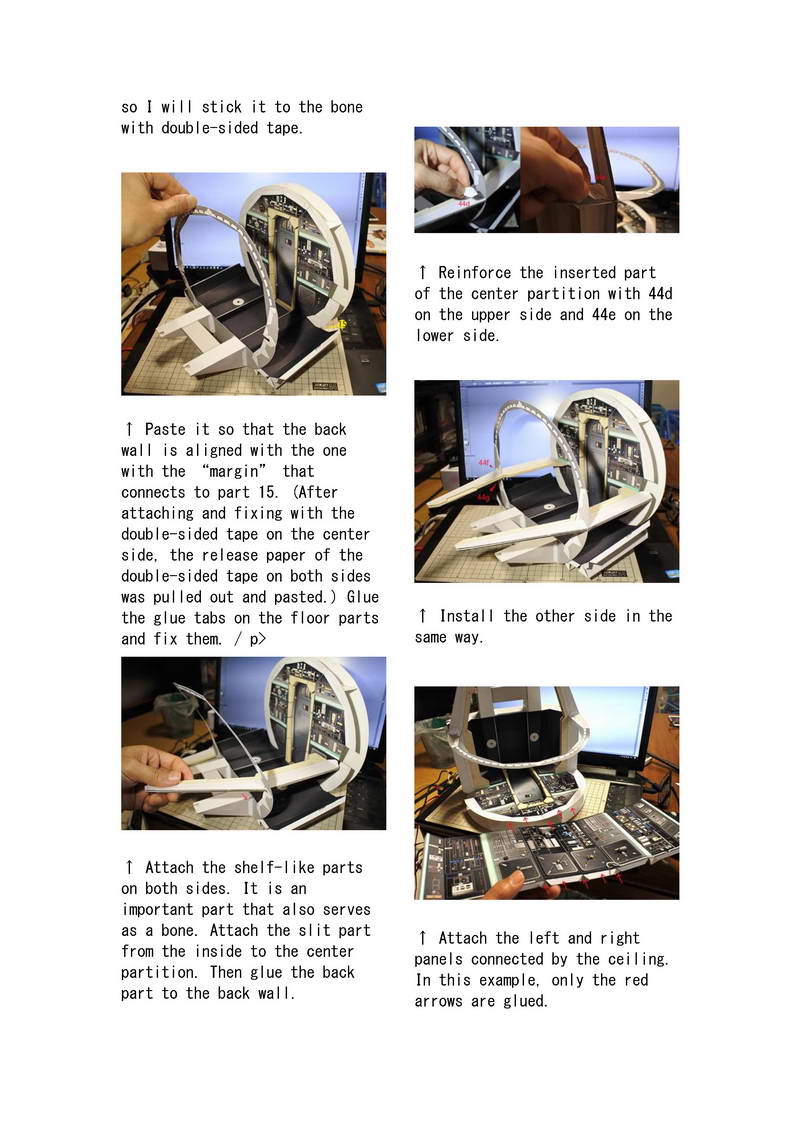 so I will stick it to the bone
with double-sided tape.
15
↑ Paste it so that the back
wall is aligned with the one
with the “margin” that
connects to part 15. (After
attaching and fixing with the
double-sided tape on the center
side, the release paper of the
double-sided tape on both sides
was pulled out and pasted.) Glue
the glue tabs on the floor parts
and fix them. / p>
↑ Attach the shelf-like parts
on both sides. It is an
important part that also serves
as a bone. Attach the slit part
from the inside to the center
partition. Then glue the back
part to the back wall.
44d
↑ Reinforce the inserted part
of the center partition with 44d
on the upper side and 44e on the
lower side.
44f
44g
↑ Install the other side in the
same way.
↑ Attach the left and right
panels connected by the ceiling.
In this example, only the red
arrows are glued.